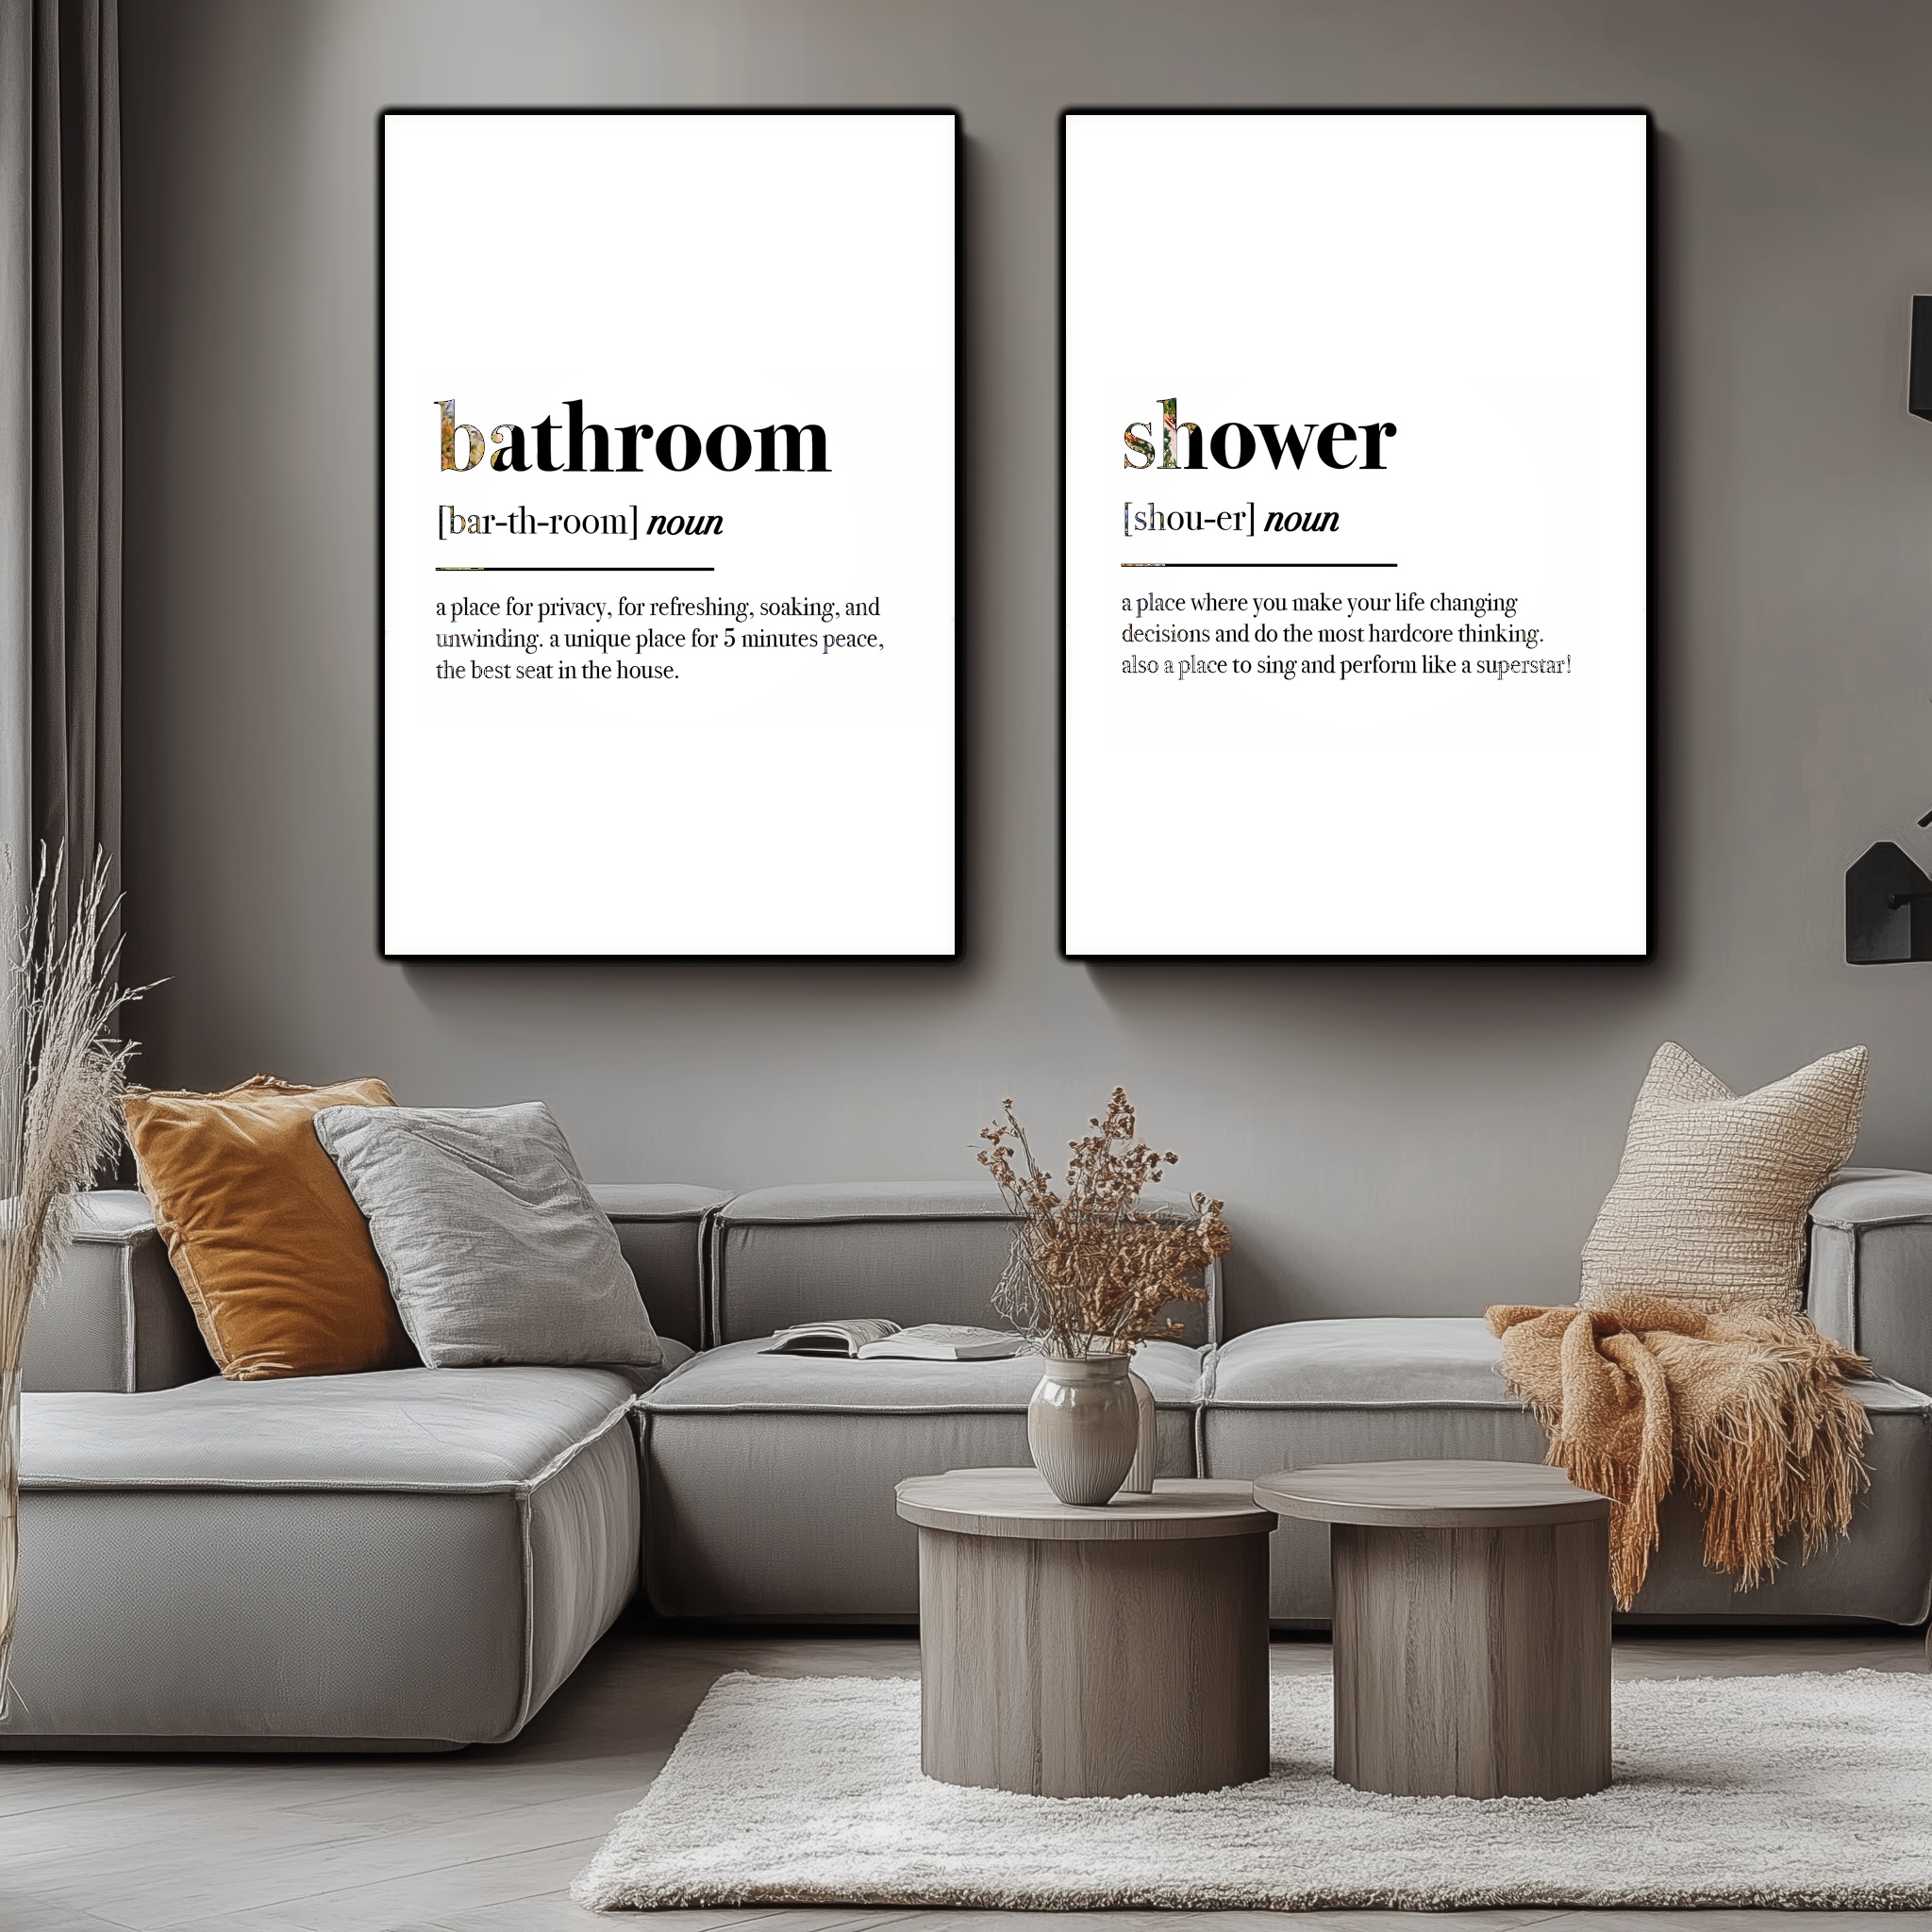 bathroom
[bar-th-room] noun
a place for privacy, for refreshing, soaking, and
unwinding. a unique place for 5 minutes peace,
the best seat in the house.
shower
[shou-er] noun
a place where you make your life changing
decisions and do the most hardcore thinking.
also a place to sing and perform like a superstar!